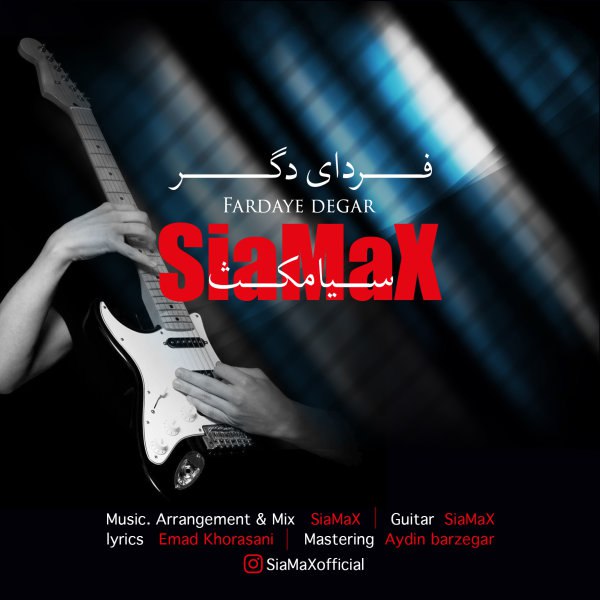 فردای دگر
FARDAYE DEGAR
SiaMaX
سیامکث
Music. Arrangement & Mix SiaMaX | Guitar SiaMaX
lyrics Emad Khorasani | Mastering Aydin barzegar
SiaMaXofficial